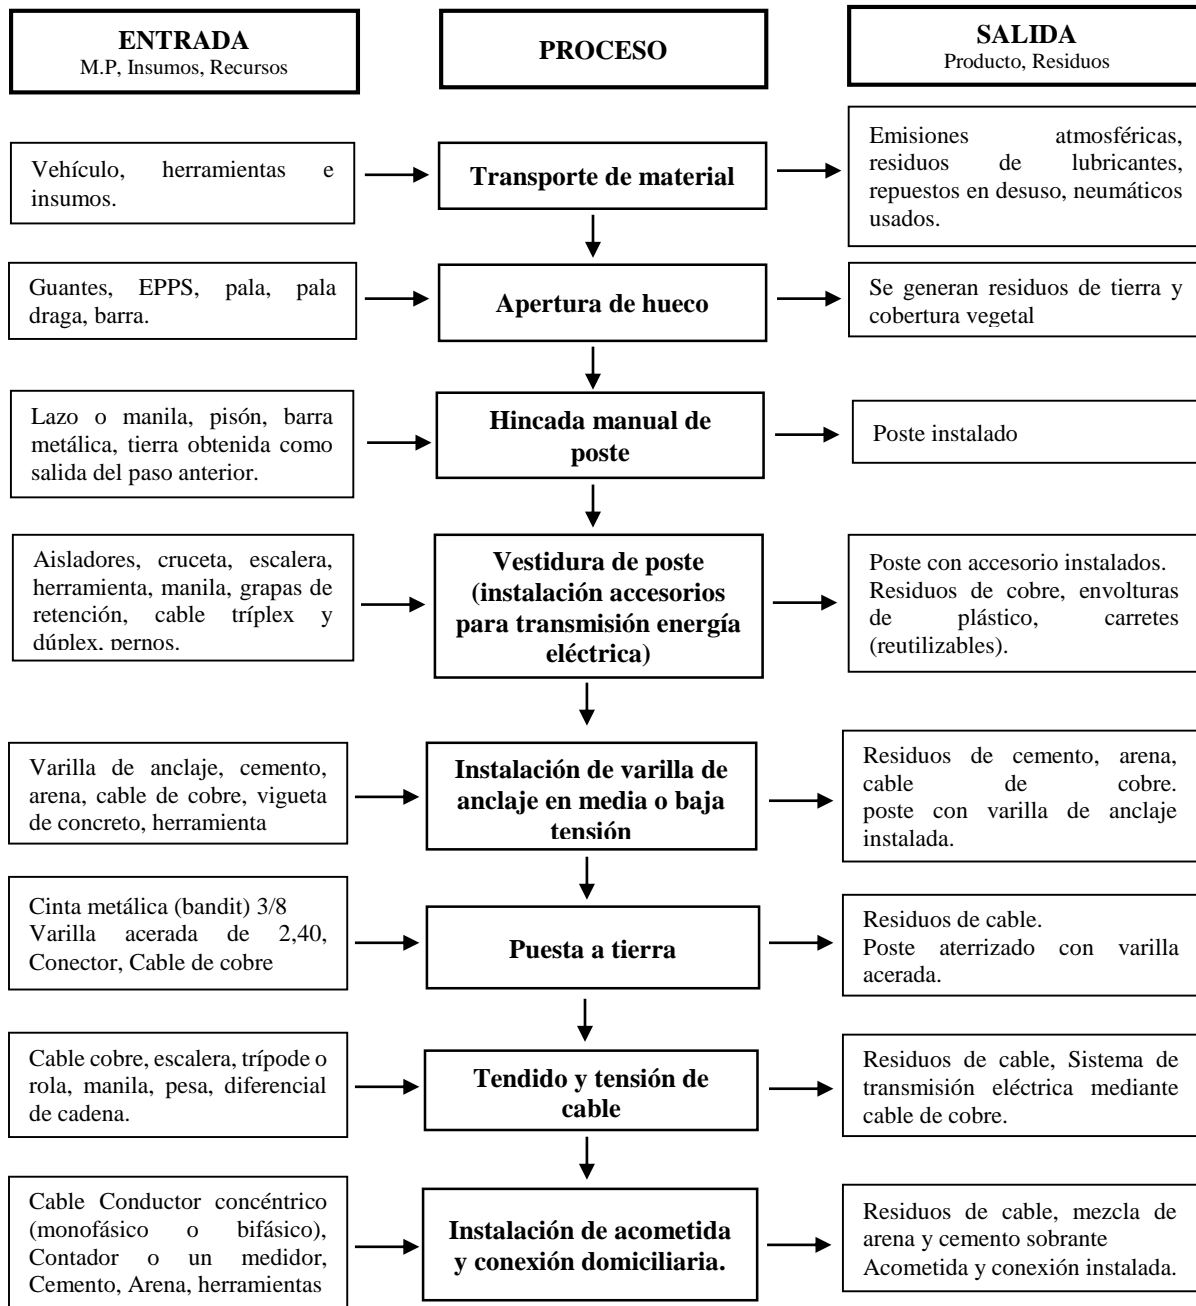 ENTRADA
M.P, Insumos, Recursos
PROCESO
SALIDA
Producto, Residuos
Vehículo, herramientas e
insumos.
Transporte de material
Emisiones atmosféricas,
residuos de lubricantes,
repuestos en desuso, neumáticos
usados.
Guantes, EPPS, pala, pala
draga, barra.
Apertura de hueco
Se generan residuos de tierra y
cobertura vegetal
Lazo o manila, pisón, barra
metálica, tierra obtenida como
salida del paso anterior.
Hincada manual de
poste
Poste instalado
Aisladores, cruceta, escalera,
herramienta, manila, grapas de
retención, cable tríplex y
dúplex, pernos.
Vestidura de poste
(instalación accesorios
para transmisión energía
eléctrica)
Poste con accesorio instalados.
Residuos de cobre, envolturas
de plástico, carretes
(reutilizables).
Varilla de anclaje, cemento,
arena, cable de cobre, vigueta
de concreto, herramienta
Instalación de varilla de
anclaje en media o baja
tensión
Residuos de cemento, arena,
cable de cobre.
poste con varilla de anclaje
instalada.
Cinta metálica (bandit) 3/8
Varilla acerada de 2,40,
Conector, Cable de cobre
Puesta a tierra
Residuos de cable.
Poste aterrizado con varilla
acerada.
Cable cobre, escalera, trípode o
rola, manila, pesa, diferencial
de cadena.
Tendido y tensión de
cable
Residuos de cable, Sistema de
transmisión eléctrica mediante
cable de cobre.
Cable Conductor concéntrico
(monofásico o bifásico),
Contador o un medidor,
Cemento, Arena, herramientas
Instalación de acometida
y conexión domiciliaria.
Residuos de cable, mezcla de
arena y cemento sobrante
Acometida y conexión instalada.